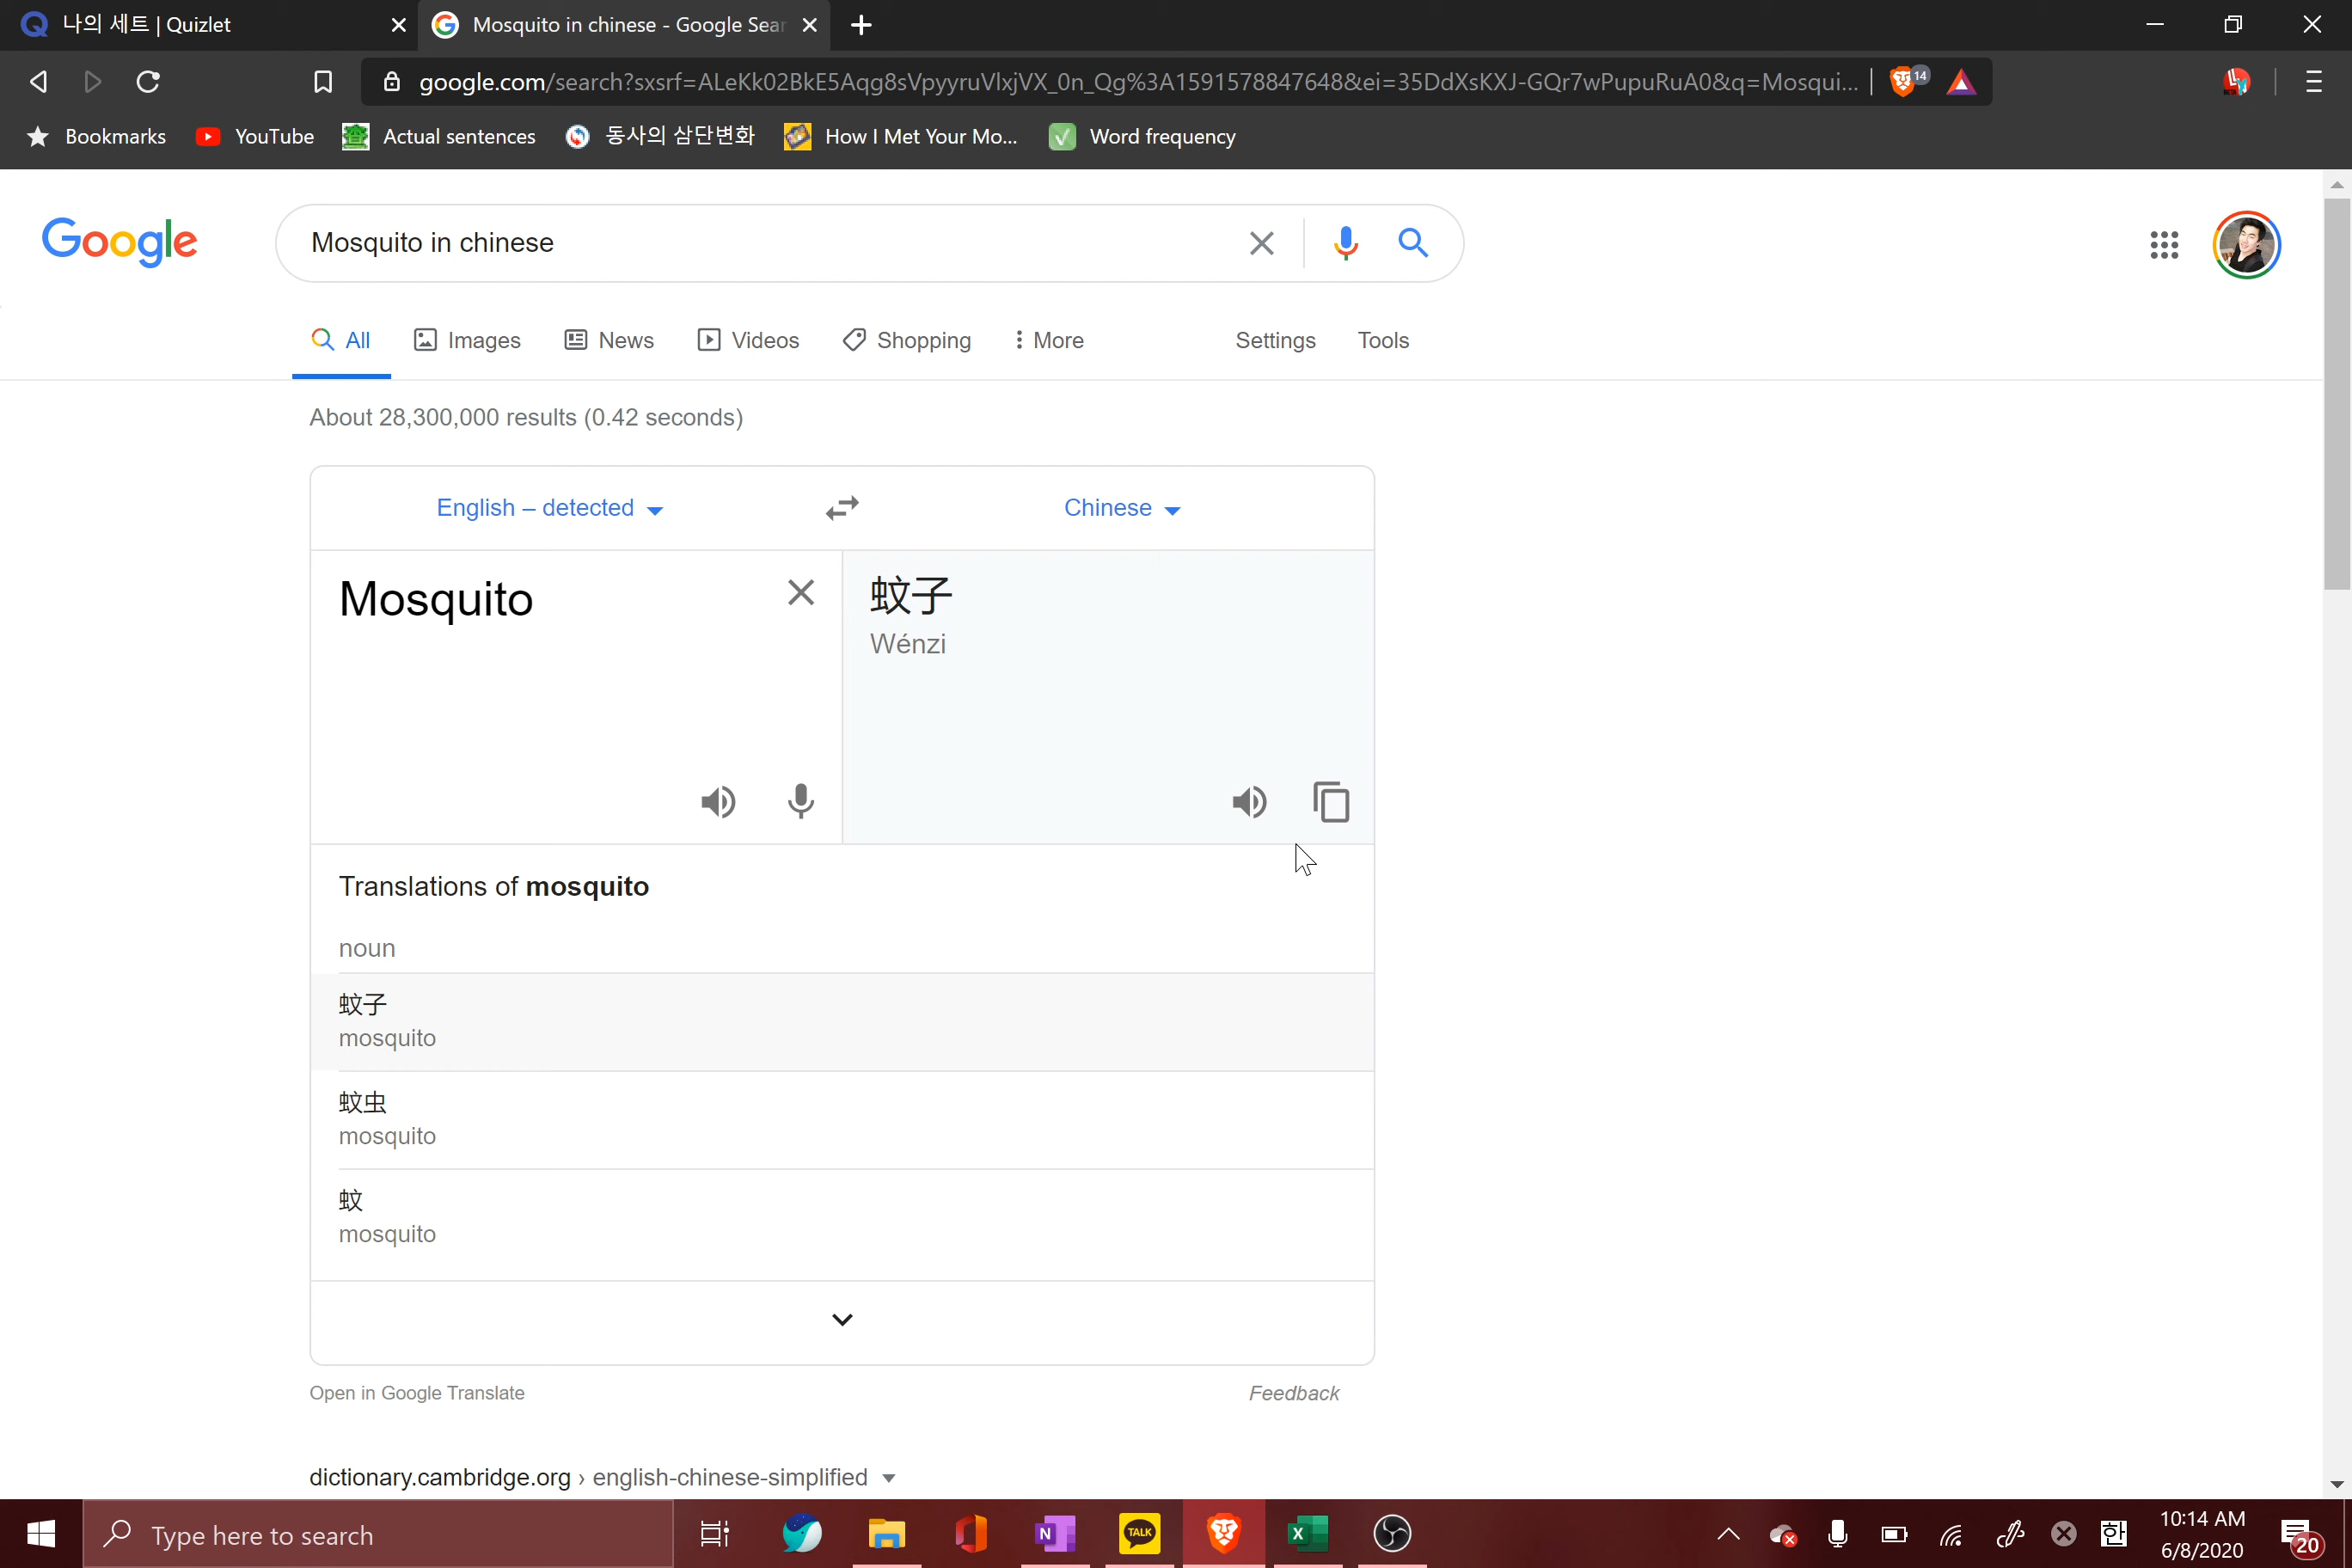 나의 세트 | Quizlet
Mosquito in chinese - Google Sear
google.com/search?sxsrf=ALeKk02BkE5Aqg8sVpyyruVlxjVX_0n_Qg%3A1591578847648&ei=35DdXsKXJ-GQr7wPupuRuA0&q=Mosqui...
14
Bookmarks
YouTube
Actual sentences
동사의 삼단변화
How I Met Your Mo...
Word frequency
Google
Mosquito in chinese
All
Images
News
Videos
Shopping
More
Settings
Tools
About 28,300,000 results (0.42 seconds)
English – detected
Chinese
Mosquito
蚊子
Wénzi
Translations of mosquito
noun
蚊子
mosquito
蚊虫
mosquito
蚊
mosquito
Open in Google Translate
Feedback
dictionary.cambridge.org › english-chinese-simplified
Type here to search
N
TALK
X
한
10:14 AM
6/8/2020
20